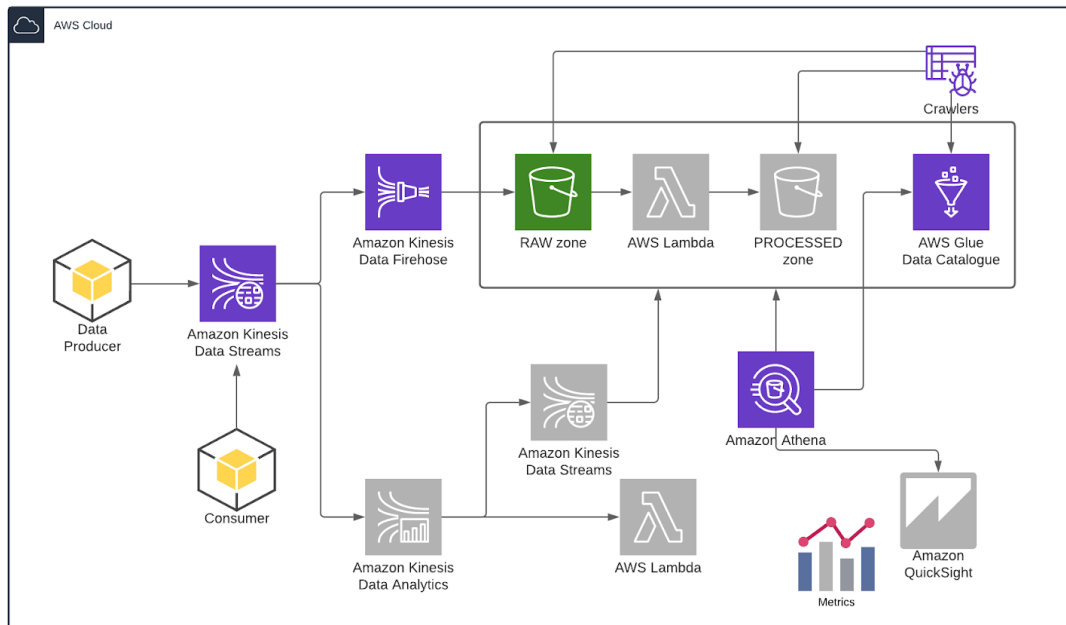 AWS Cloud
Crawlers
Amazon Kinesis
Data Firehose
RAW zone
AWS Lambda
PROCESSED
zone
AWS Glue
Data Catalogue
Data
Producer
Amazon Kinesis
Data Streams
Amazon Athena
Amazon Kinesis
Data Streams
Consumer
Amazon Kinesis
Data Analytics
AWS Lambda
Amazon
QuickSight
Metrics